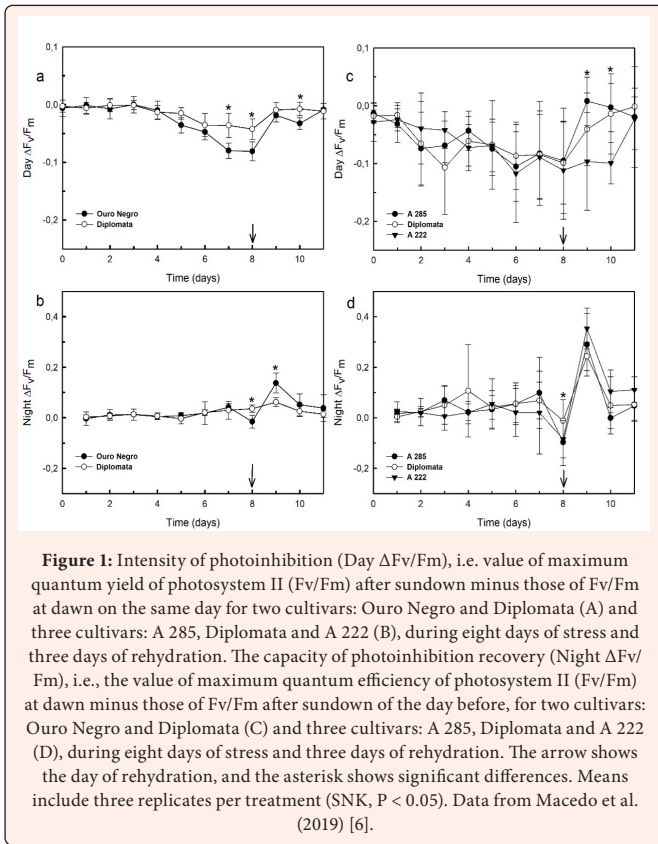 a
0,1
0,0
-0,1
-0,2
Day ΔFv/Fm
* * *
Ouro Negro
Diplomata
0 2 4 6 8 10
Time (days)
c
0,1
0,0
-0,1
-0,2
Day ΔFv/Fm
* *
A 285
Diplomata
A 222
0 2 4 6 8 10
Time (days)
b
0,4
0,2
0,0
-0,2
Night ΔFv/Fm
* *
Ouro Negro
Diplomata
0 2 4 6 8 10
Time (days)
d
0,4
0,2
0,0
-0,2
Night ΔFv/Fm
*
A 285
Diplomata
A 222
0 2 4 6 8 10
Time (days)
Figure 1: Intensity of photoinhibition (Day ΔFv/Fm), i.e. value of maximum
quantum yield of photosystem II (Fv/Fm) after sundown minus those of Fv/Fm
at dawn on the same day for two cultivars: Ouro Negro and Diplomata (A) and
three cultivars: A 285, Diplomata and A 222 (B), during eight days of stress and
three days of rehydration. The capacity of photoinhibition recovery (Night ΔFv/
Fm), i.e., the value of maximum quantum efficiency of photosystem II (Fv/Fm)
at dawn minus those of Fv/Fm after sundown of the day before, for two cultivars:
Ouro Negro and Diplomata (C) and three cultivars: A 285, Diplomata and A 222
(D), during eight days of stress and three days of rehydration. The arrow shows
the day of rehydration, and the asterisk shows significant differences. Means
include three replicates per treatment (SNK, P < 0.05). Data from Macedo et al.
(2019) [6].